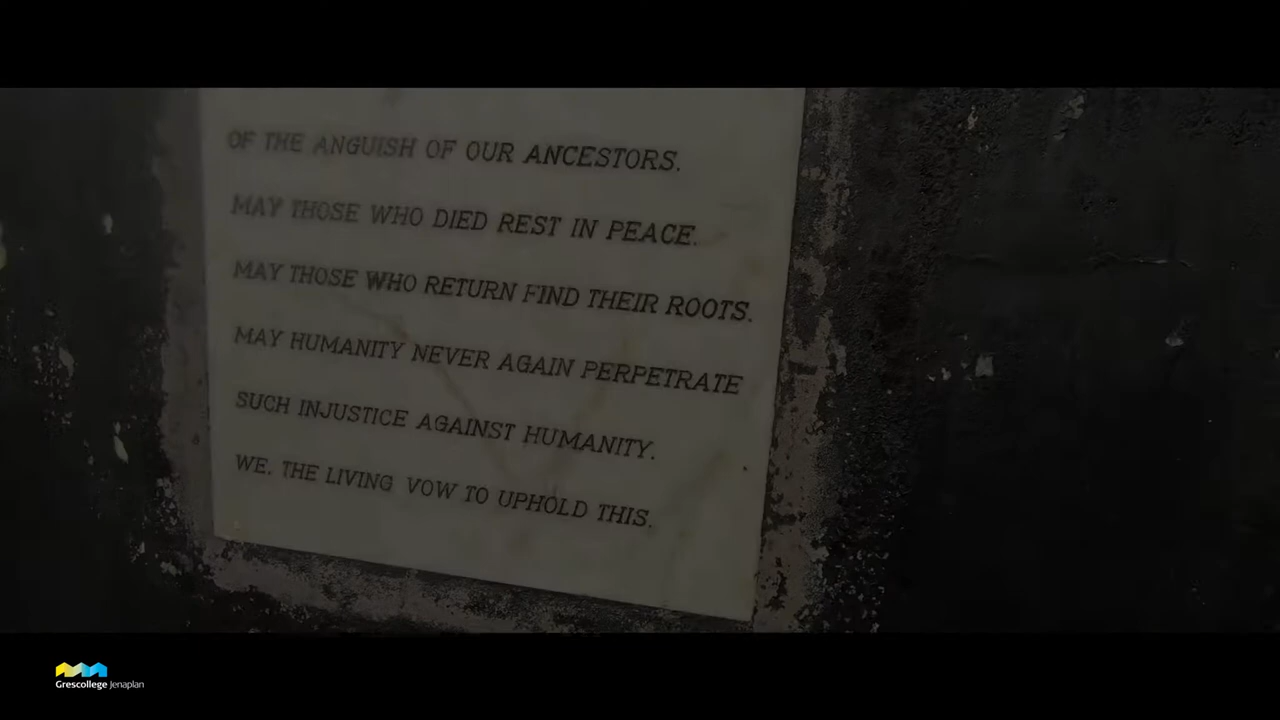 OF THE ANGUISH OF OUR ANCESTORS.
MAY THOSE WHO DIED REST IN PEACE.
MAY THOSE WHO RETURN FIND THEIR ROOTS.
MAY HUMANITY NEVER AGAIN PERPETRATE
SUCH INJUSTICE AGAINST HUMANITY.
WE. THE LIVING VOW TO UPHOLD THIS.
Grescollege Jenaplan